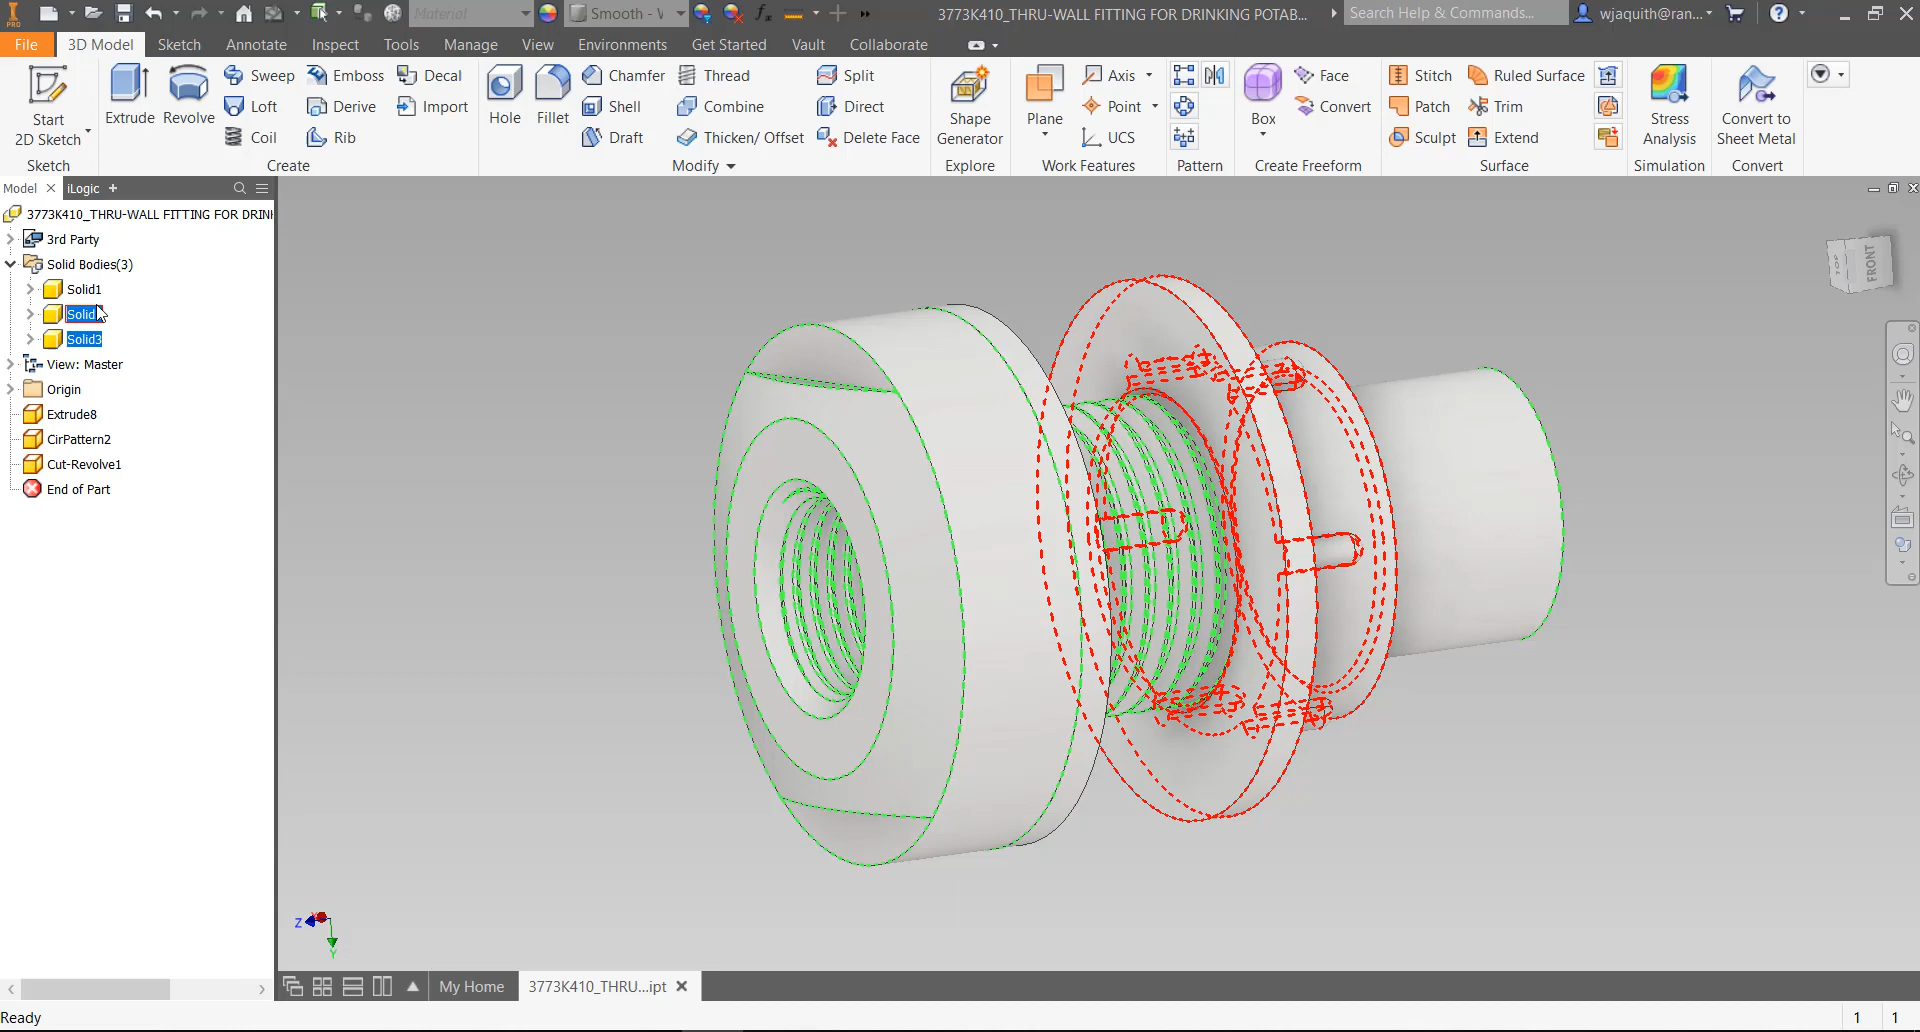 PRO
Material
Smooth - V
fx
3773K410_THRU-WALL FITTING FOR DRINKING POTAB...
Search Help & Commands...
wjaquith@ran...
File
3D Model
Sketch
Annotate
Inspect
Tools
Manage
View
Environments
Get Started
Vault
Collaborate
Start
2D Sketch
Sketch
Extrude
Revolve
Sweep
Loft
Coil
Emboss
Derive
Rib
Decal
Import
Create
Hole
Fillet
Chamfer
Shell
Draft
Thread
Combine
Thicken/ Offset
Split
Direct
Delete Face
Modify
Shape
Generator
Explore
Plane
Axis
Point
UCS
Work Features
Pattern
Box
Face
Convert
Create Freeform
Stitch
Patch
Sculpt
Ruled Surface
Trim
Extend
Surface
Stress
Analysis
Simulation
Convert to
Sheet Metal
Convert
Model
iLogic
3773K410_THRU-WALL FITTING FOR DRIN
3rd Party
Solid Bodies(3)
Solid1
Solid
Solid3
View: Master
Origin
Extrude8
CirPattern2
Cut-Revolve1
End of Part
TOP
FRONT
Z
X
Y
My Home
3773K410_THRU...ipt
Ready
1
1